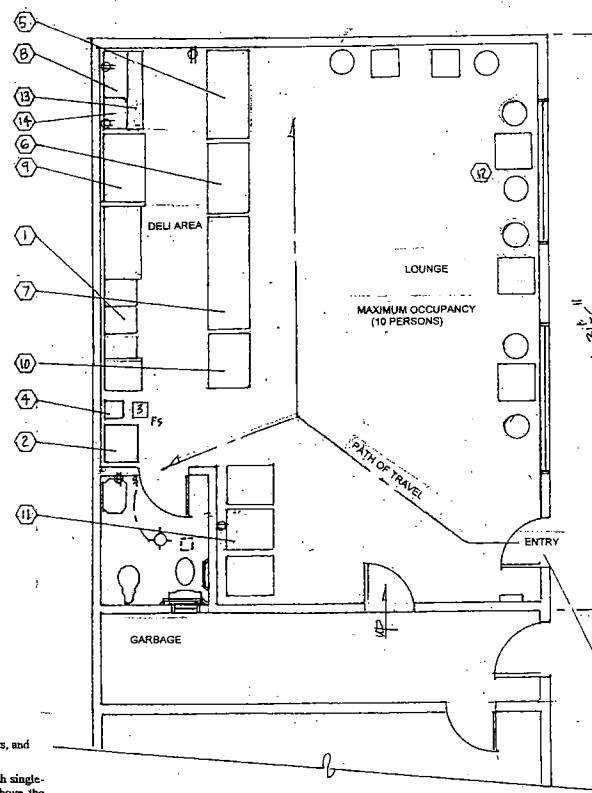 5
8
13
14
6
9
12
DELI AREA
1
LOUNGE
7
MAXIMUM OCCUPANCY
(10 PERSONS)
10
4
3
FS
2
PATH OF TRAVEL
11
ENTRY
UP
GARBAGE
s, and
h single-